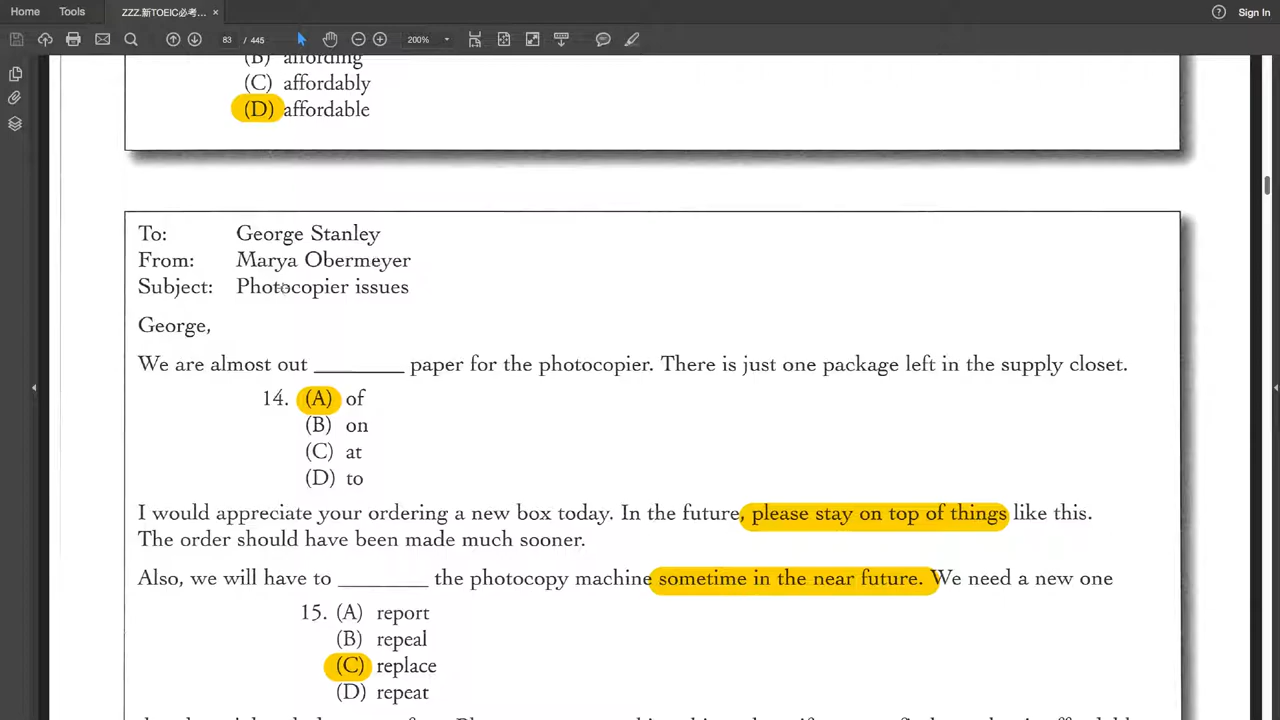 Home Tools ZZZ.新TOEIC必考... × Sign In
83 / 445 200%
(B) affording
(C) affordably
(D) affordable
To: George Stanley
From: Marya Obermeyer
Subject: Photocopier issues
George,
We are almost out ________ paper for the photocopier. There is just one package left in the supply closet.
14. (A) of
(B) on
(C) at
(D) to
I would appreciate your ordering a new box today. In the future, please stay on top of things like this.
The order should have been made much sooner.
Also, we will have to ________ the photocopy machine sometime in the near future. We need a new one
15. (A) report
(B) repeal
(C) replace
(D) repeat